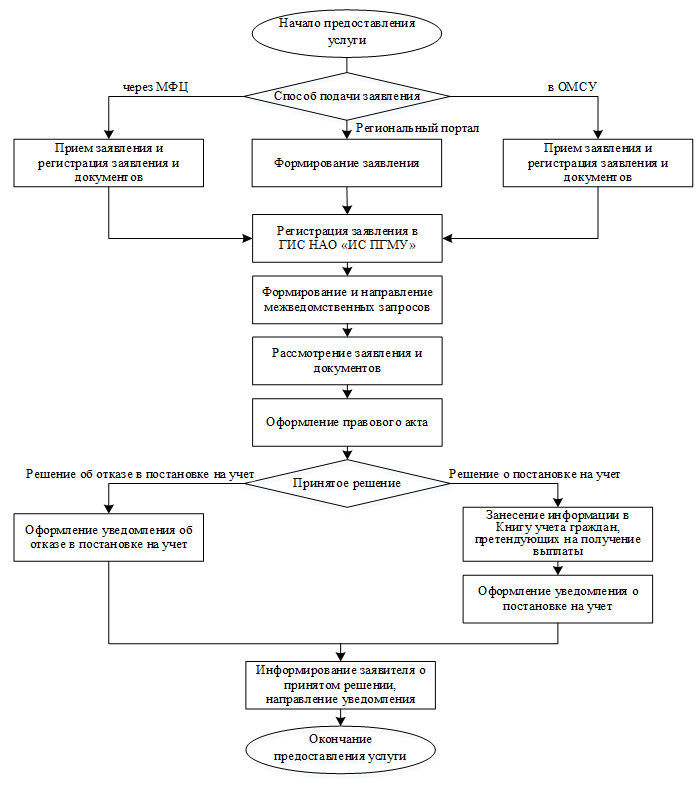 Начало предоставления
услуги
через МФЦ
в ОМСУ
Способ подачи заявления
Региональный портал
Прием заявления и
регистрация заявления и
документов
Формирование заявления
Прием заявления и
регистрация заявления и
документов
Регистрация заявления в
ГИС НАО «ИС ПГМУ»
Формирование и направление
межведомственных запросов
Рассмотрение заявления и
документов
Оформление правового акта
Решение об отказе в постановке на учет
Решение о постановке на учет
Принятое решение
Оформление уведомления об
отказе в постановке на учет
Занесение информации в
Книгу учета граждан,
претендующих на получение
выплаты
Оформление уведомления о
постановке на учет
Информирование заявителя о
принятом решении,
направление уведомления
Окончание
предоставления услуги